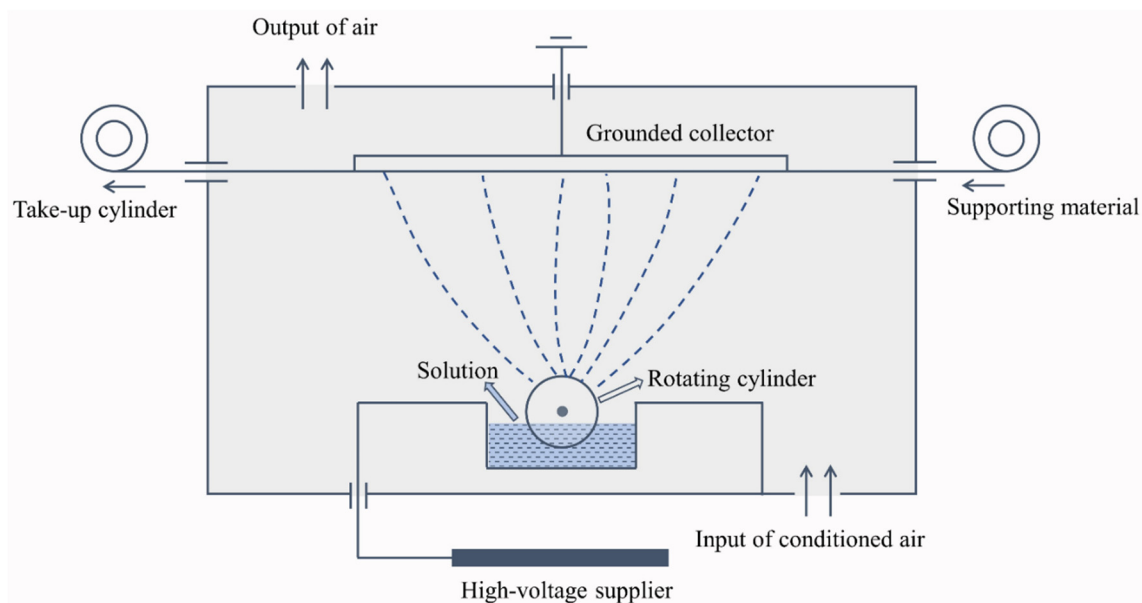 Output of air
Grounded collector
Take-up cylinder
Supporting material
Solution
Rotating cylinder
Input of conditioned air
High-voltage supplier